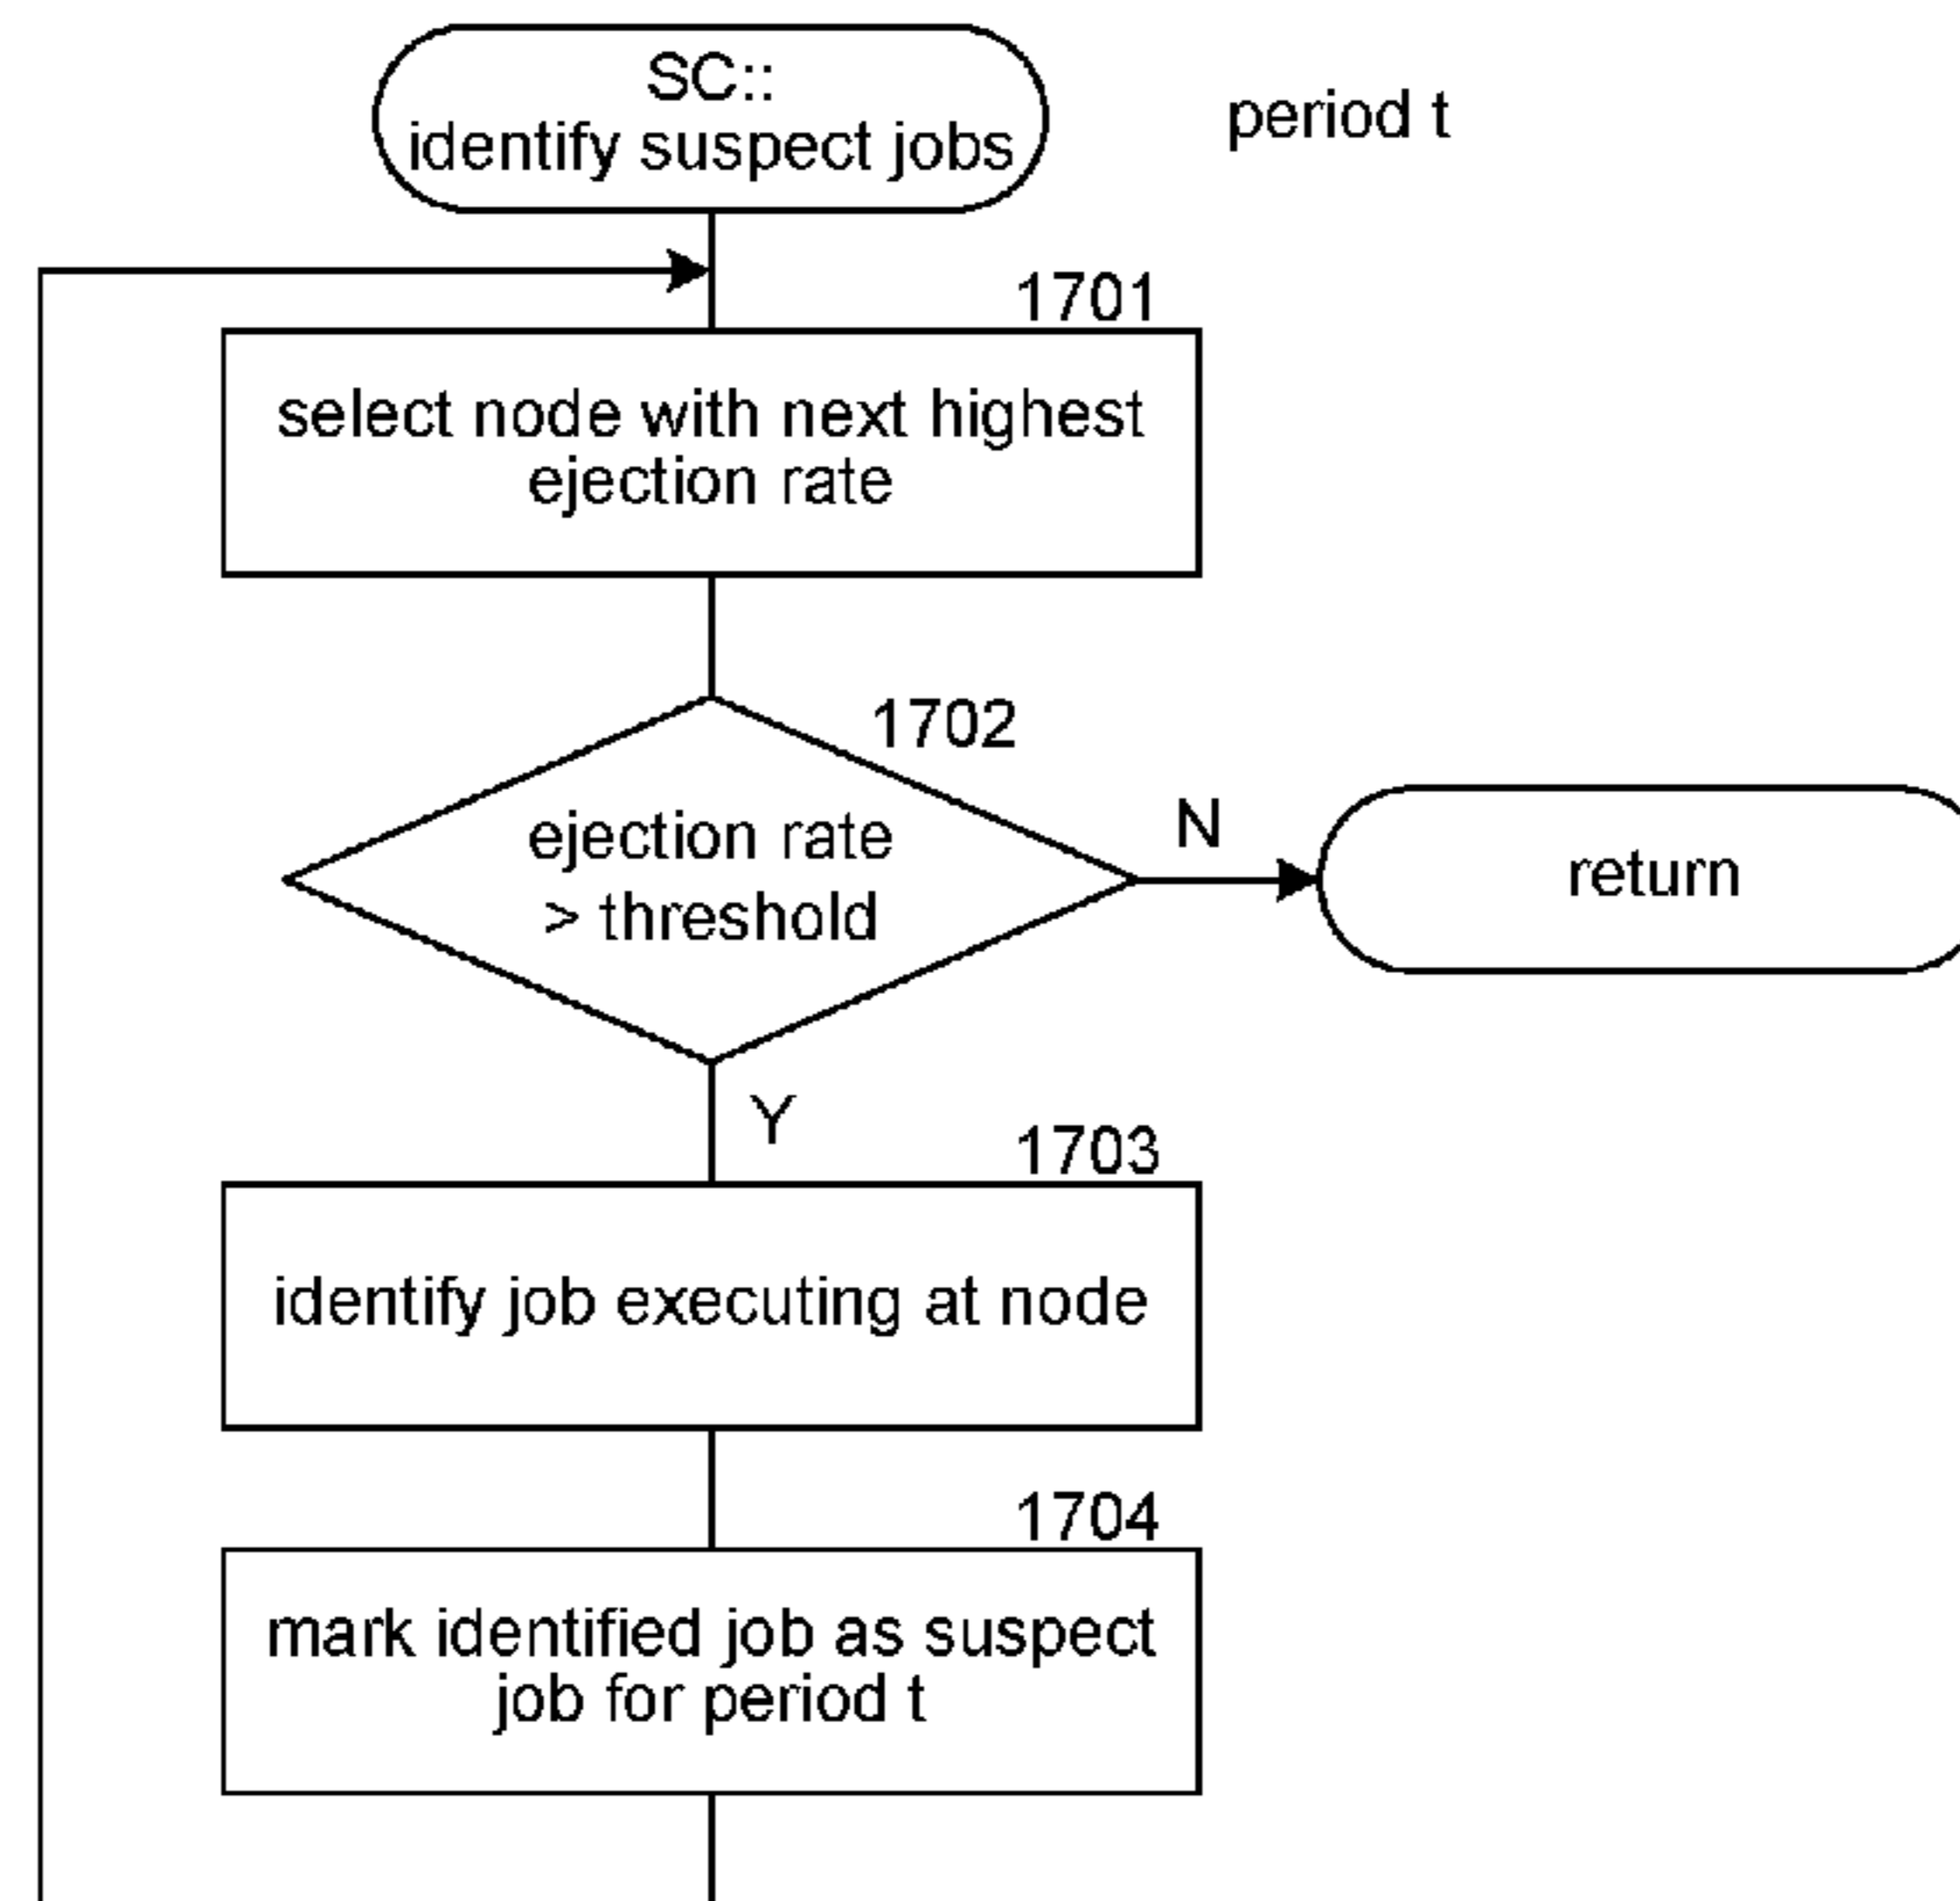 SC::
identify suspect jobs
period t
1701
select node with next highest
ejection rate
1702
ejection rate
> threshold
N
return
Y
1703
identify job executing at node
1704
mark identified job as suspect
job for period t